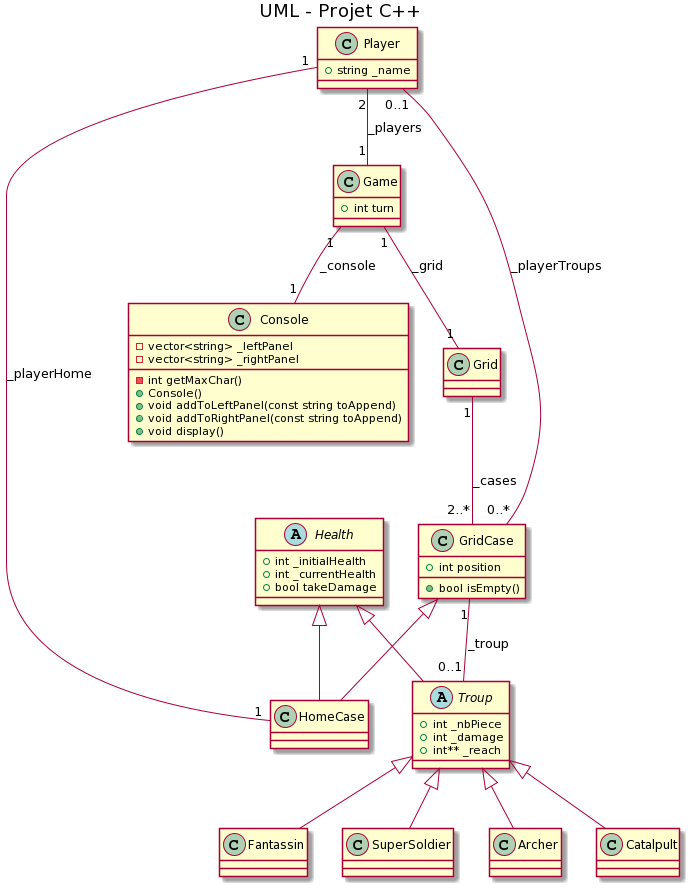 UML - Projet C++
C Player
string _name
1
2
0..1
_players
1
C Game
int turn
1
1
_console
_grid
_playerTroups
1
1
C Console
vector<string> _leftPanel
vector<string> _rightPanel
int getMaxChar()
Console()
void addToLeftPanel(const string toAppend)
void addToRightPanel(const string toAppend)
void display()
C Grid
_playerHome
1
_cases
2..*
0..*
A Health
int _initialHealth
int _currentHealth
bool takeDamage
C GridCase
int position
bool isEmpty()
1
_troup
0..1
1
C HomeCase
A Troup
int _nbPiece
int _damage
int** _reach
C Fantassin
C SuperSoldier
C Archer
C Catalpult